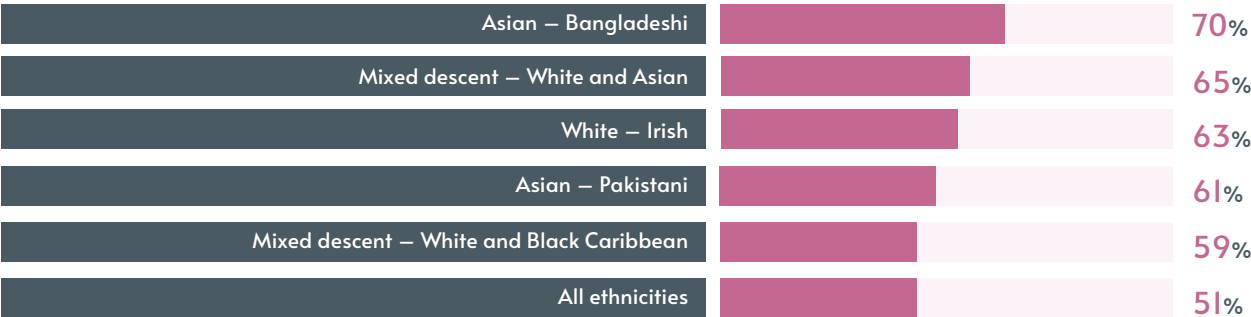 Asian – Bangladeshi 70%
Mixed descent – White and Asian 65%
White – Irish 63%
Asian – Pakistani 61%
Mixed descent – White and Black Caribbean 59%
All ethnicities 51%